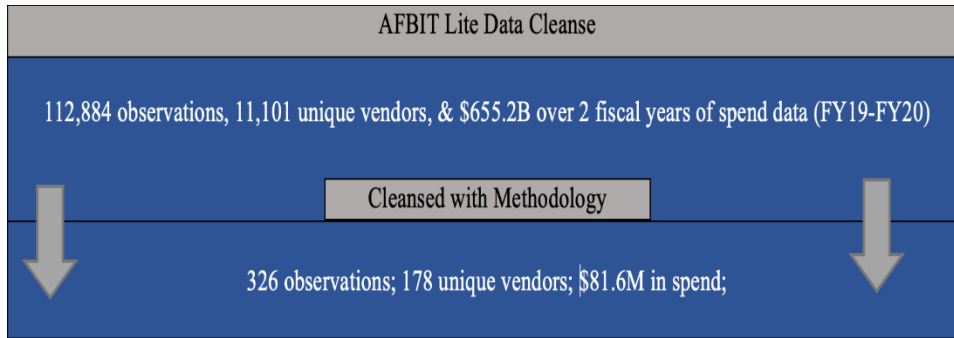 AFBIT Lite Data Cleanse
112,884 observations, 11,101 unique vendors, & $655.2B over 2 fiscal years of spend data (FY19-FY20)
Cleansed with Methodology
326 observations; 178 unique vendors; $81.6M in spend;